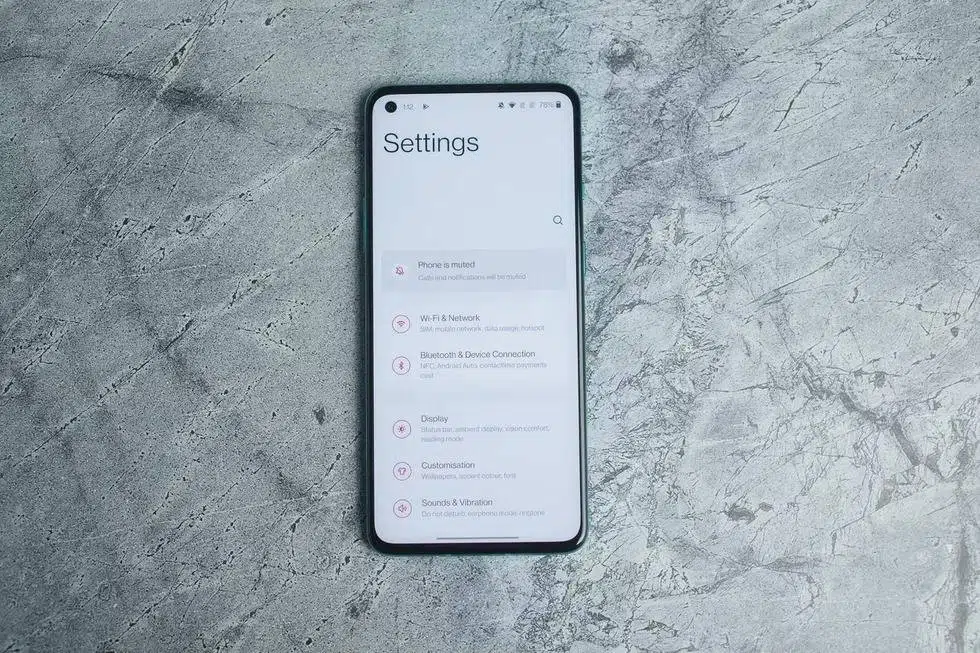 1:12 78%
Settings
Phone is muted
Calls and notifications will be muted
Wi-Fi & Network
SIM, mobile network, data usage, hotspot
Bluetooth & Device Connection
NFC, Android Auto, contactless payments
cast
Display
Status bar, ambient display, vision comfort,
reading mode
Customisation
Wallpapers, accent colour, font
Sounds & Vibration
Do not disturb, earphone mode, ringtone